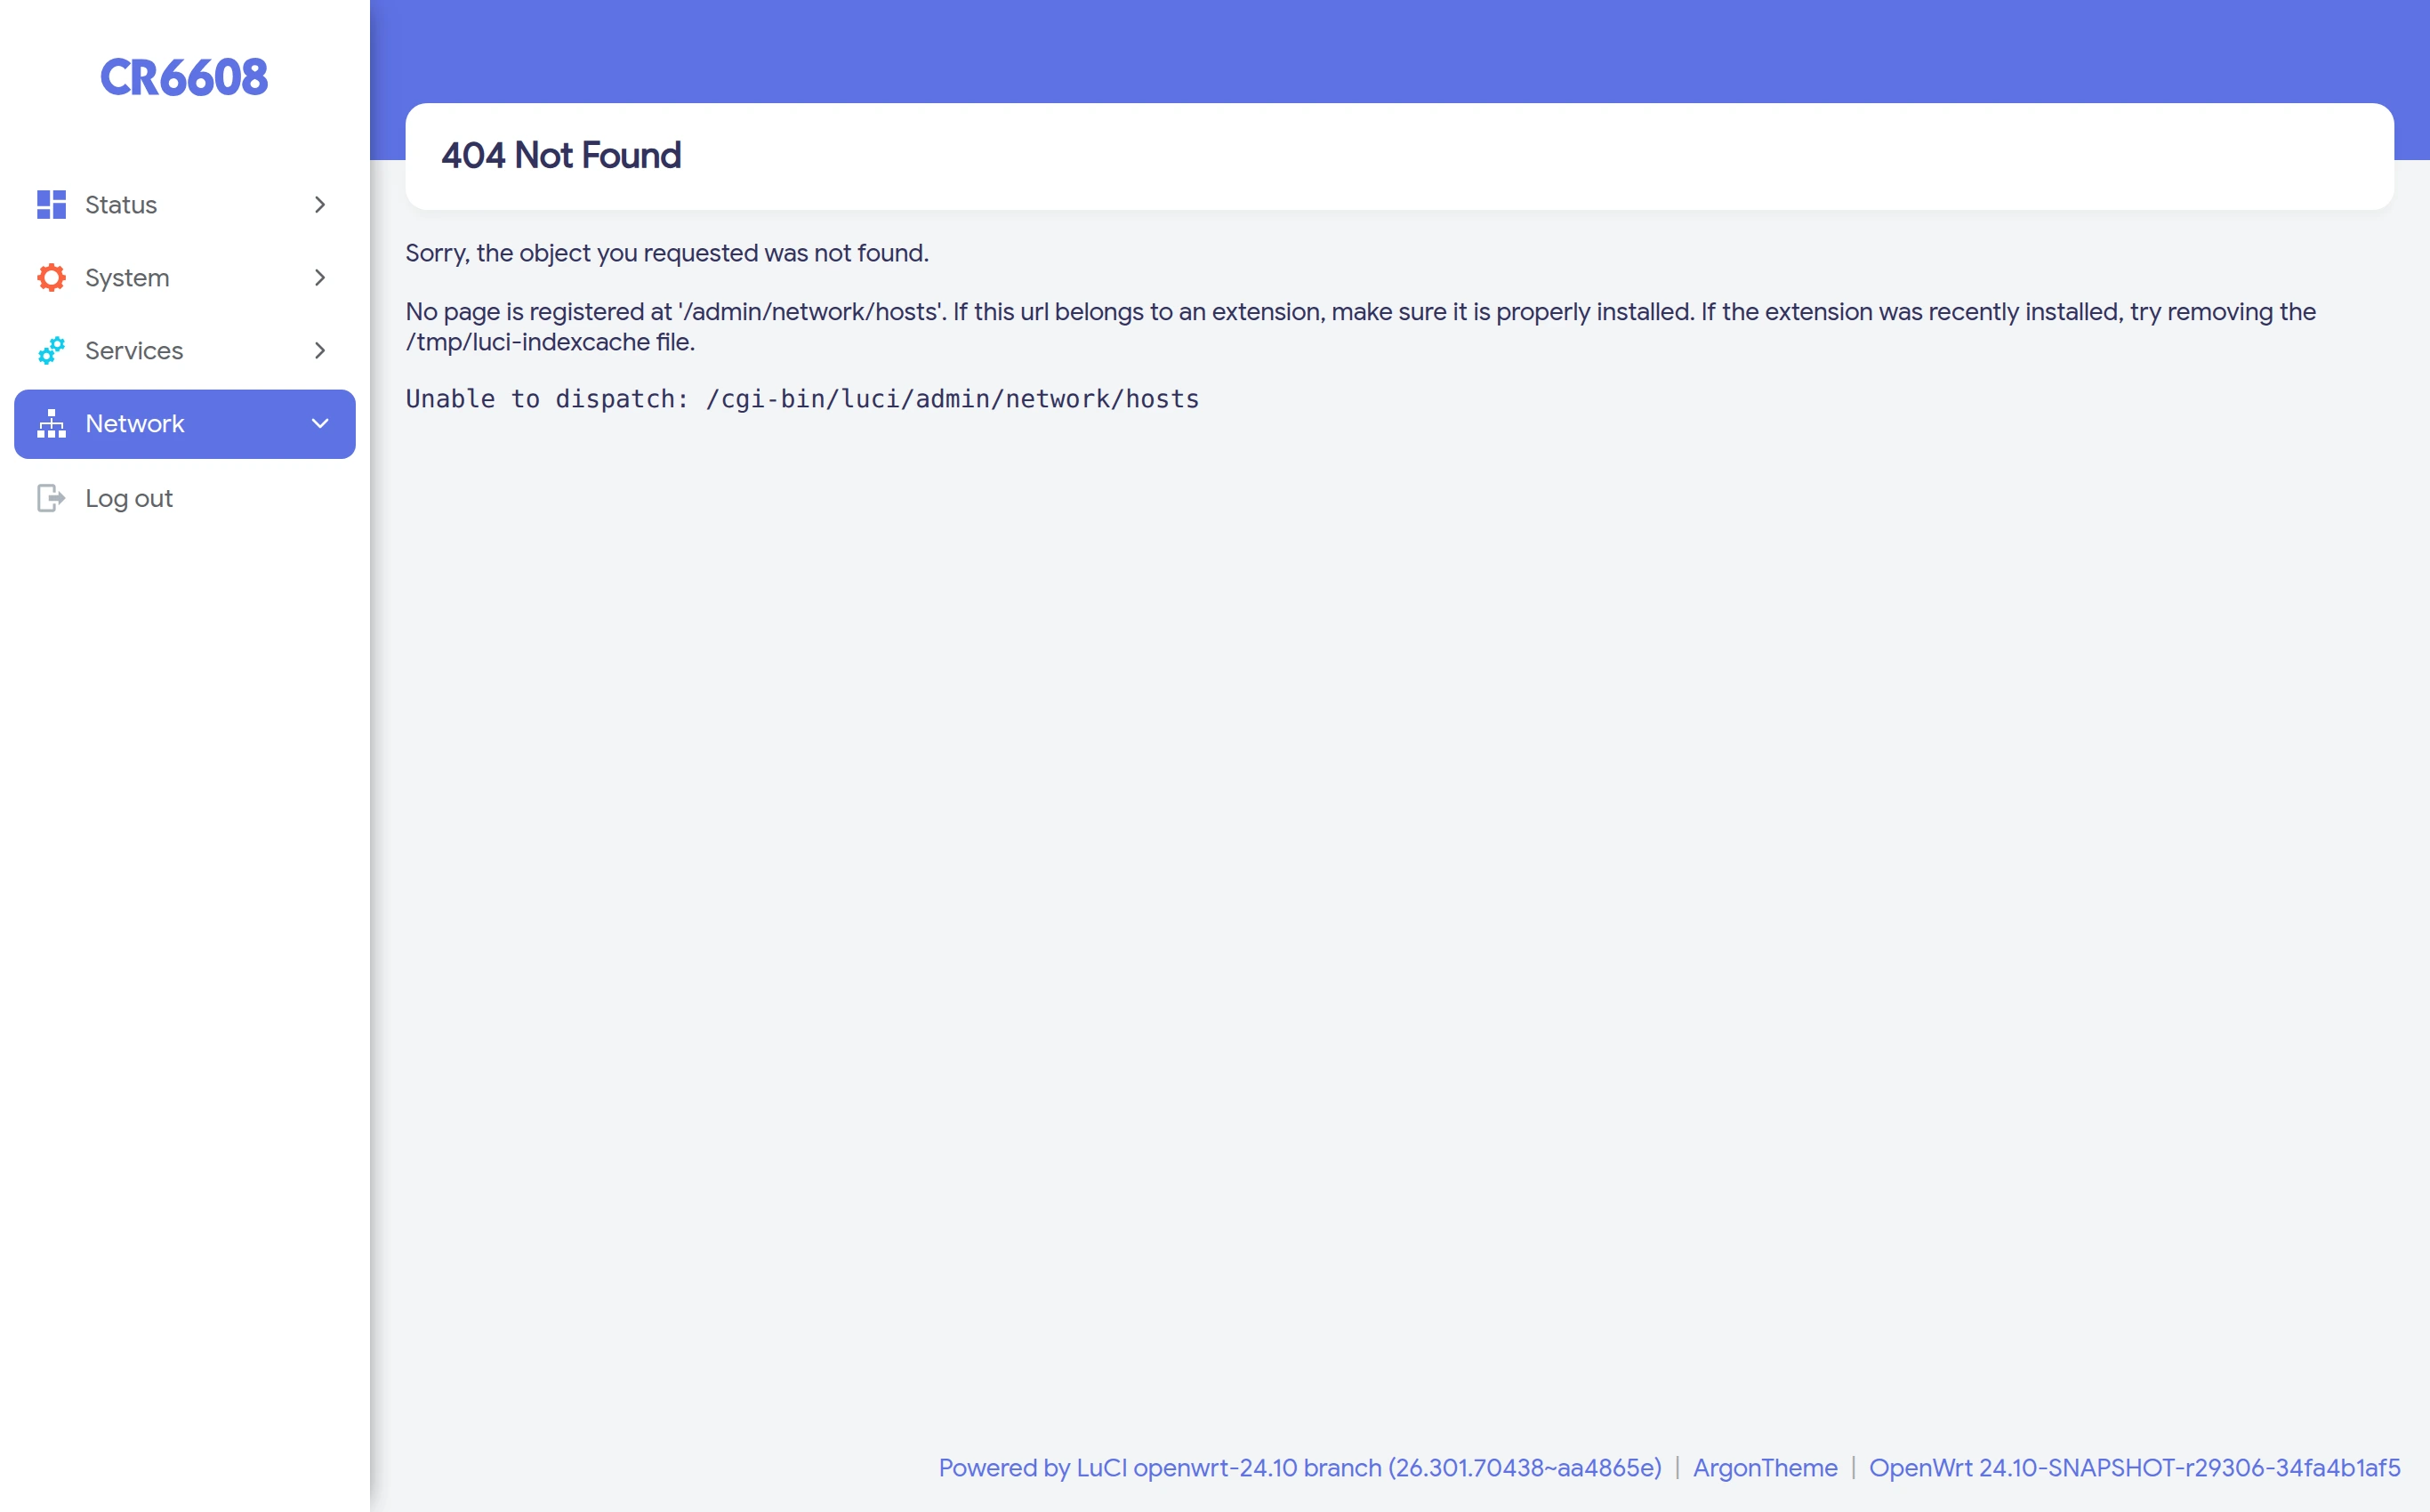 CR6608
Status
System
Services
Network
Log out
404 Not Found
Sorry, the object you requested was not found.
No page is registered at '/admin/network/hosts'. If this url belongs to an extension, make sure it is properly installed. If the extension was recently installed, try removing the
/tmp/luci-indexcache file.
Unable to dispatch: /cgi-bin/luci/admin/network/hosts
Powered by LuCI openwrt-24.10 branch (26.301.70438~aa4865e) | ArgonTheme | OpenWrt 24.10-SNAPSHOT-r29306-34fa4b1af5